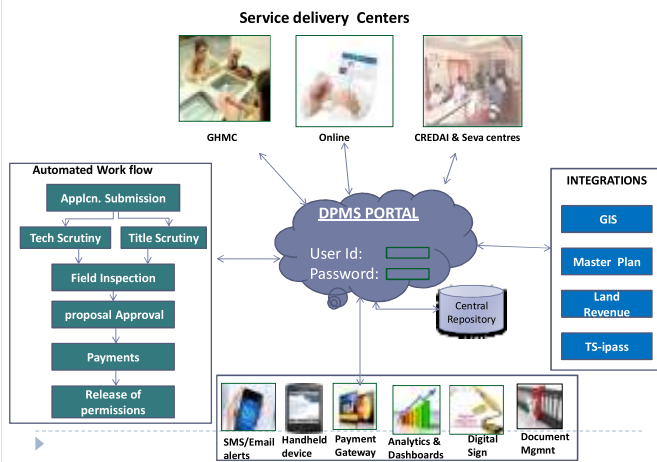 Service delivery Centers
GHMC
Online
CREDAI & Seva centres
Automated Work flow
Applcn. Submission
Tech Scrutiny
Title Scrutiny
Field Inspection
proposal Approval
Payments
Release of
permissions
DPMS PORTAL
User Id:
Password:
Central
Repository
INTEGRATIONS
GIS
Master Plan
Land
Revenue
TS-ipass
SMS/Email
alerts
Handheld
device
Payment
Gateway
Analytics &
Dashboards
Digital
Sign
Document
Mgmnt